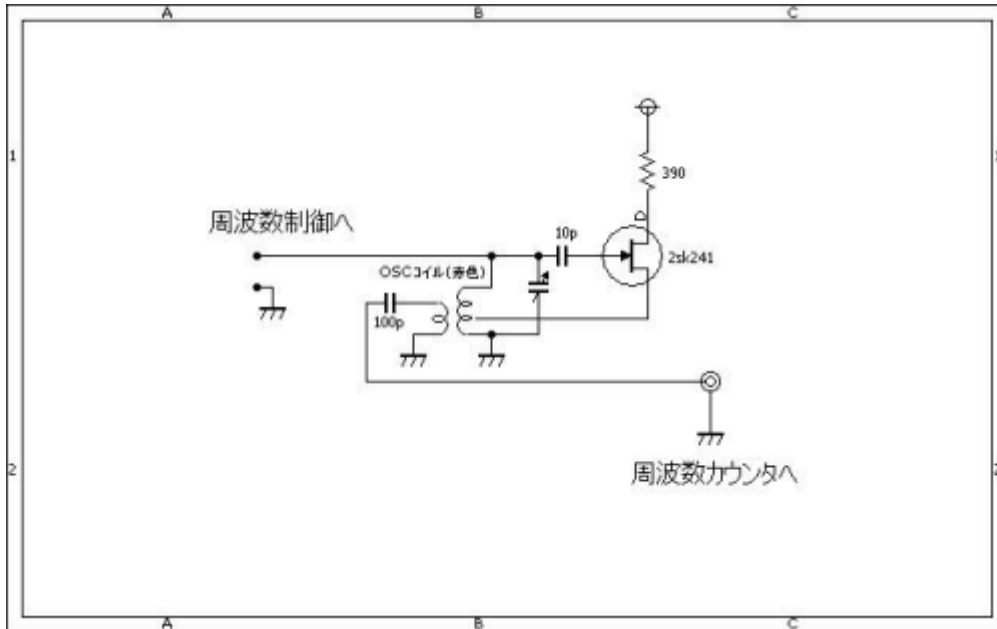 A B C
1 1
390
D
周波数制御へ
10p
2sk241
OSCコイル(赤色)
100p
2 2
周波数カウンタへ
A B C